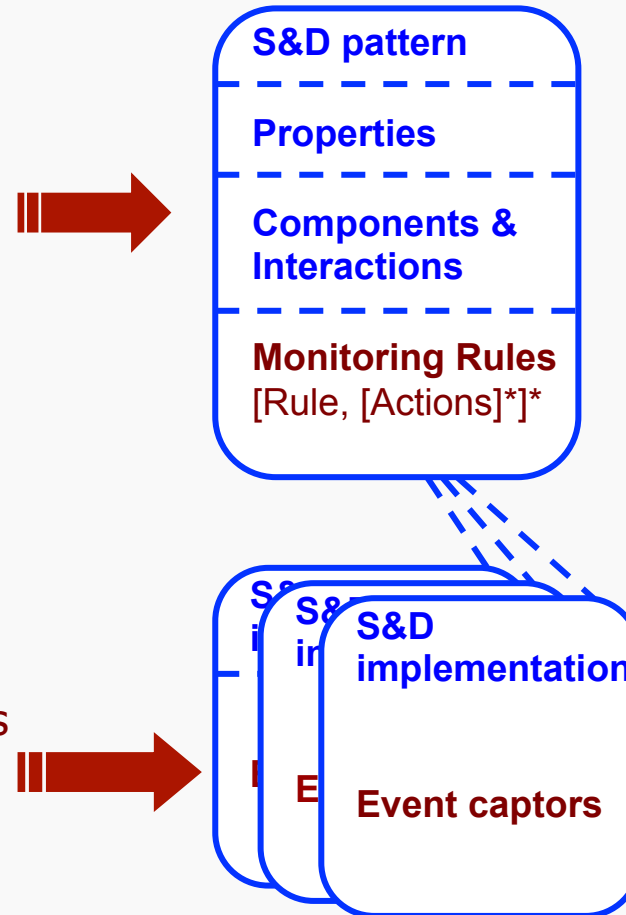 S&D pattern
Properties
Components &
Interactions
Monitoring Rules
[Rule, [Actions]*]*
S&D
implementation
Event captors